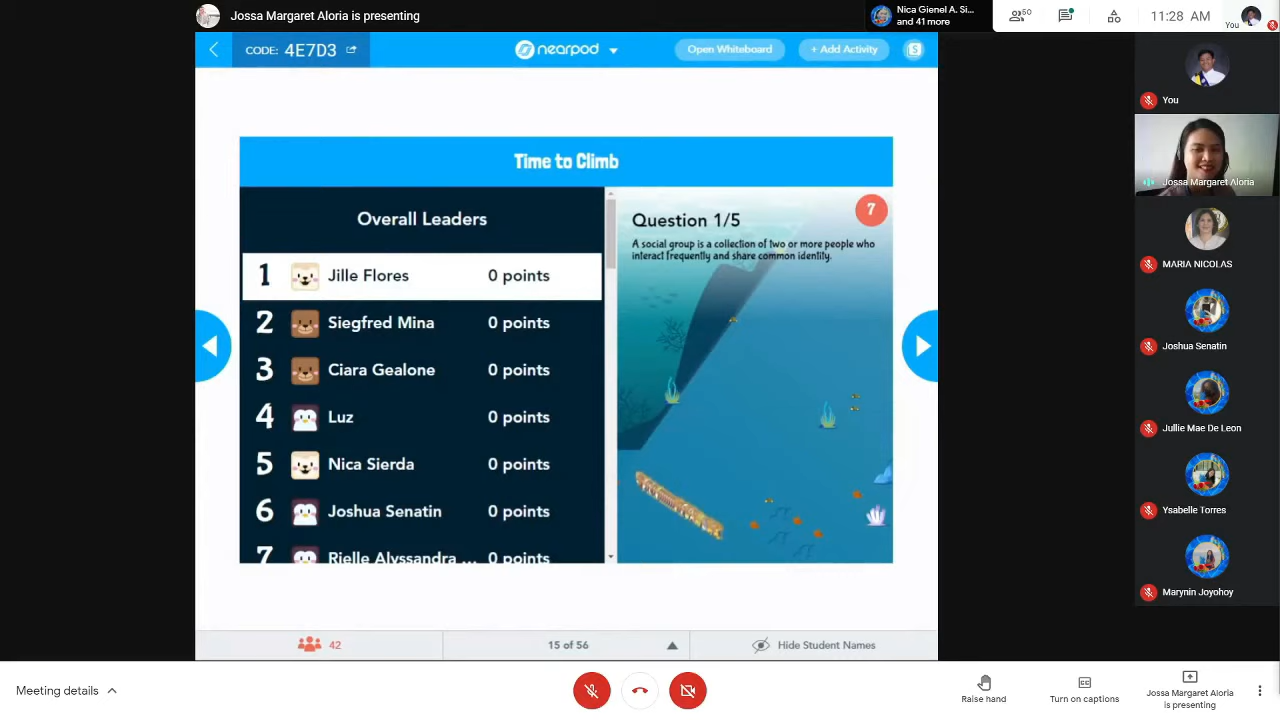 Jossa Margaret Aloria is presenting
Nica Gienel A. Si...
and 41 more
50
11:28 AM
You
CODE: 4E7D3
nearpod
Open Whiteboard
+ Add Activity
S
Time to Climb
Overall Leaders
1 Jille Flores 0 points
2 Siegfred Mina 0 points
3 Ciara Gealone 0 points
4 Luz 0 points
5 Nica Sierda 0 points
6 Joshua Senatin 0 points
7 Rielle Alyssandra ... 0 points
Question 1/5
7
A social group is a collection of two or more people who
interact frequently and share common identity.
42
15 of 56
Hide Student Names
You
Jossa Margaret Aloria
MARIA NICOLAS
Joshua Senatin
Jullie Mae De Leon
Ysabelle Torres
Marynin Joyohoy
Meeting details
Raise hand
Turn on captions
Jossa Margaret Aloria
is presenting